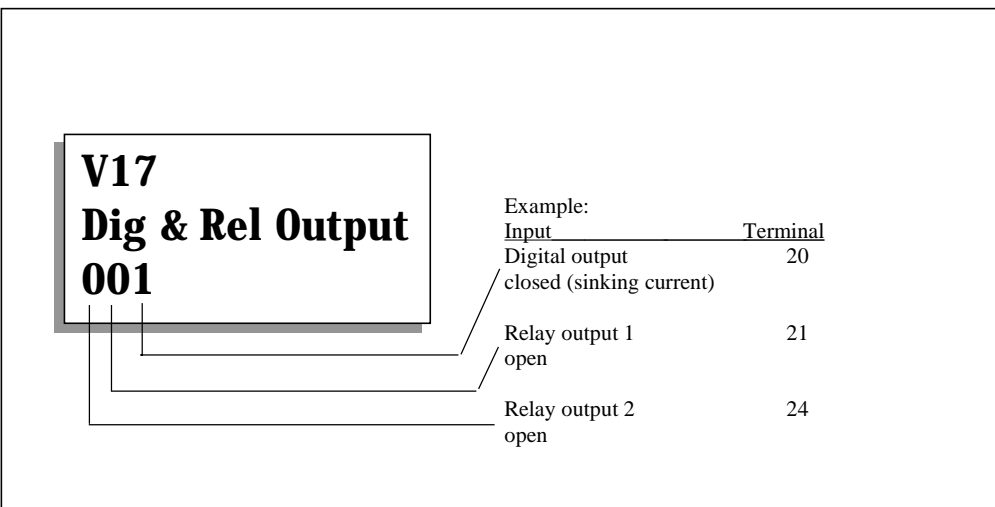 V17
Dig & Rel Output
001
Example:
Input Terminal
Digital output 20
closed (sinking current)
Relay output 1 21
open
Relay output 2 24
open